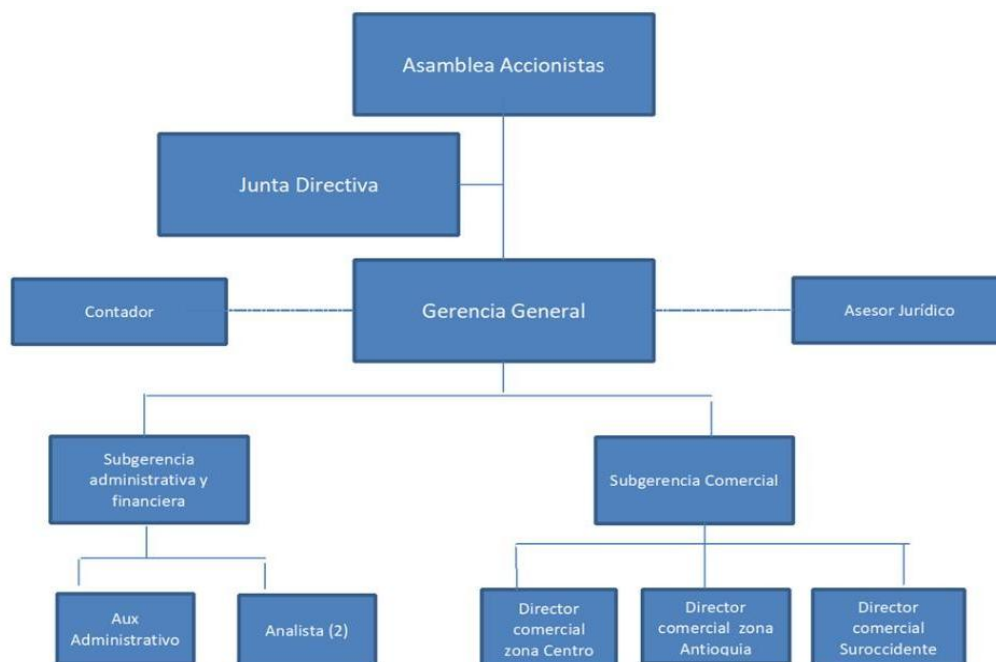 Asamblea Accionistas
Junta Directiva
Contador
Gerencia General
Asesor Jurídico
Subgerencia
administrativa y
financiera
Subgerencia Comercial
Aux
Administrativo
Analista (2)
Director
comercial
zona Centro
Director
comercial zona
Antioquia
Director
comercial
Suroccidente